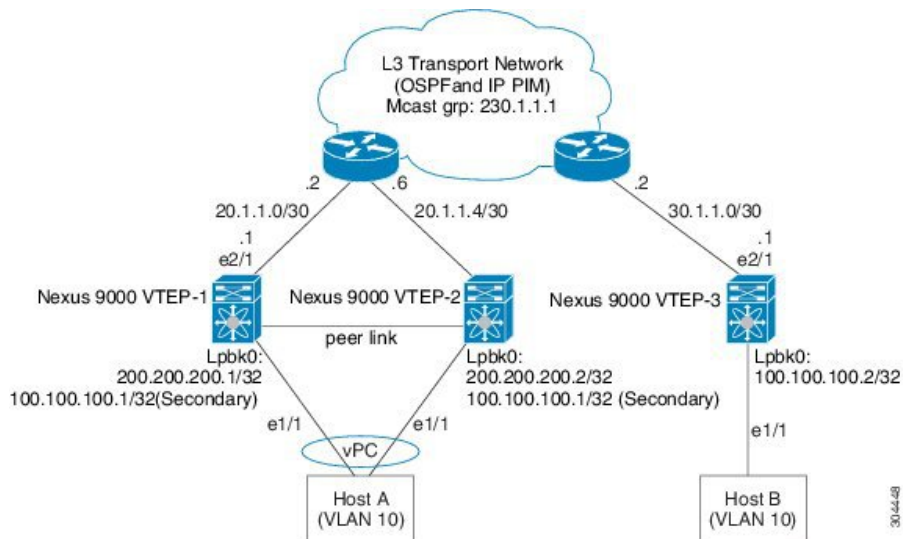 L3 Transport Network
(OSPFand IP PIM)
Mcast grp: 230.1.1.1
.2
.6
.2
20.1.1.0/30
20.1.1.4/30
30.1.1.0/30
.1
e2/1
.1
e2/1
Nexus 9000 VTEP-1
Nexus 9000 VTEP-2
Nexus 9000 VTEP-3
peer link
Lpbk0:
200.200.200.1/32
100.100.100.1/32(Secondary)
Lpbk0:
200.200.200.2/32
100.100.100.1/32 (Secondary)
Lpbk0:
100.100.100.2/32
e1/1
e1/1
e1/1
vPC
Host A
(VLAN 10)
Host B
(VLAN 10)
304448